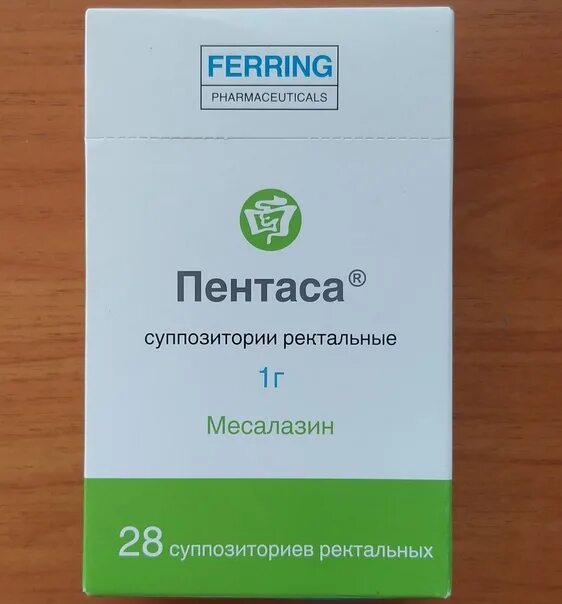 FERRING
PHARMACEUTICALS
Пентаса®
суппозитории ректальные
1г
Месалазин
28 суппозиториев ректальных